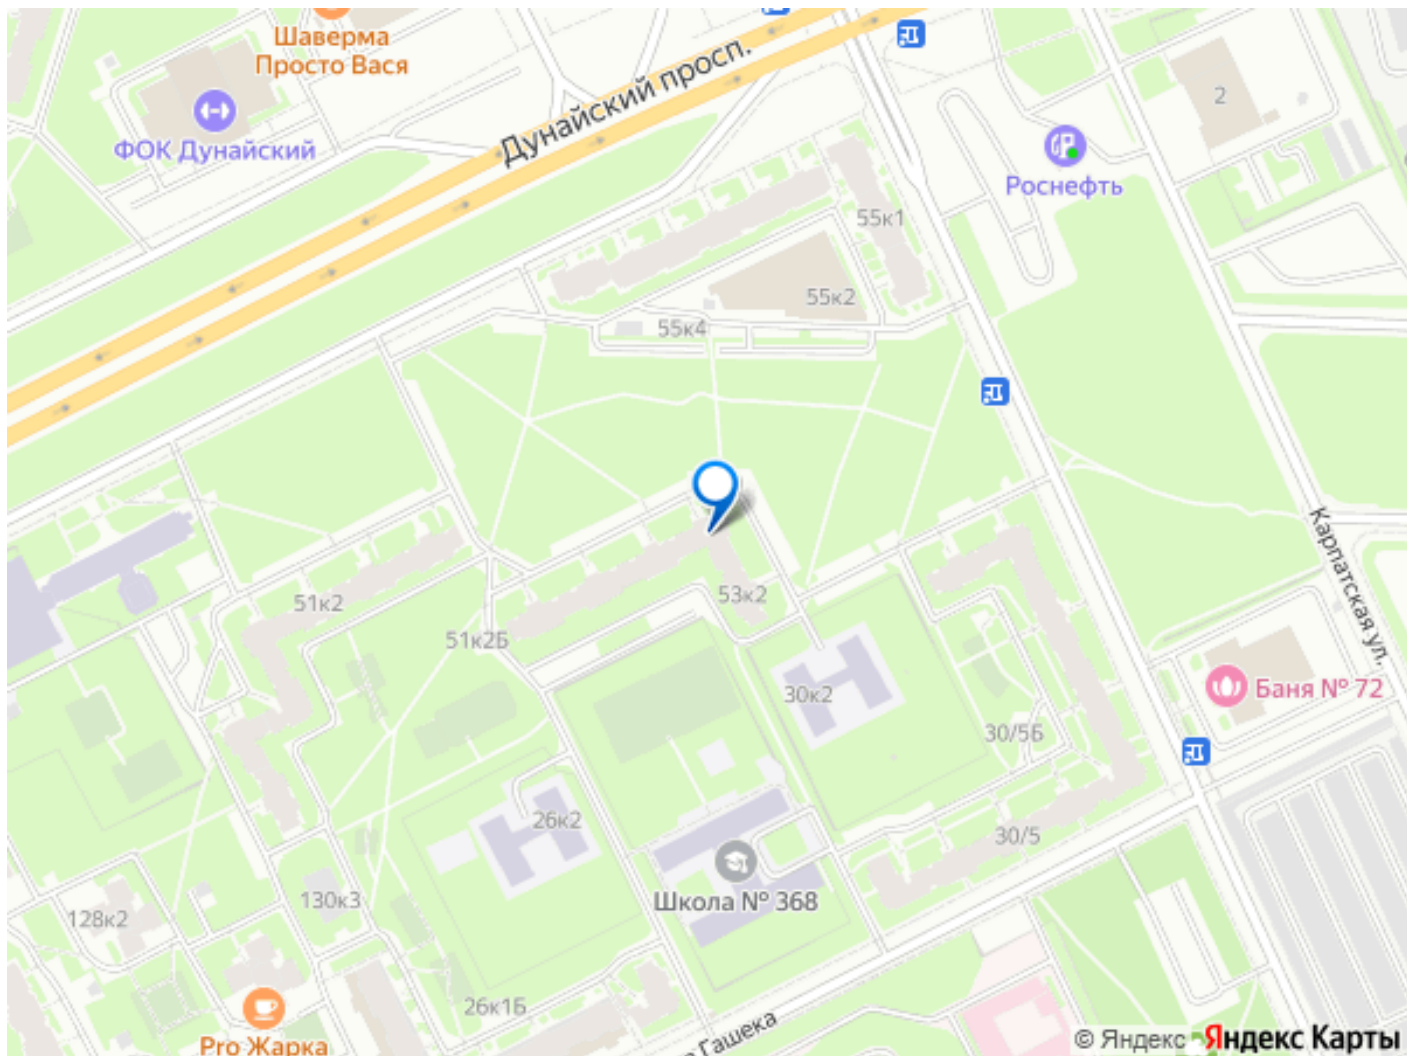 Шаверма
Просто Вася
ФОК Дунайский
Дунайский просп.
2
Роснефть
55к1
55к2
55к4
Карпатская ул.
51к2
53к2
51к2Б
30к2
Баня № 72
30/5Б
26к2
30/5
Школа № 368
130к3
128к2
26к1Б
Гашека
Pro Жарка
© Яндекс Яндекс Карты